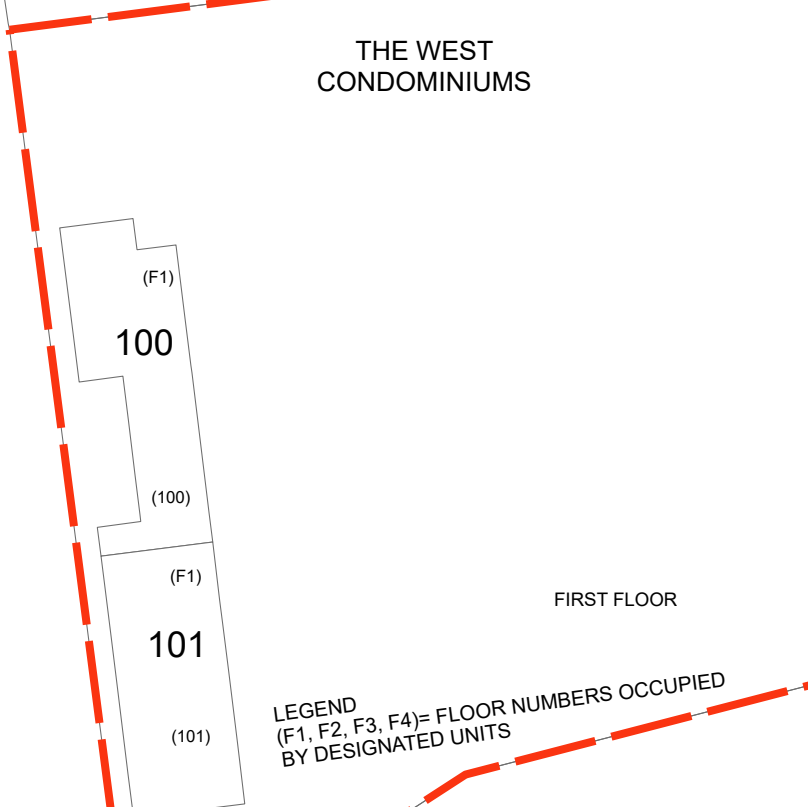 THE WEST
CONDOMINIUMS
(F1)
100
(100)
(F1)
101
(101)
FIRST FLOOR
LEGEND
(F1, F2, F3, F4)= FLOOR NUMBERS OCCUPIED
BY DESIGNATED UNITS